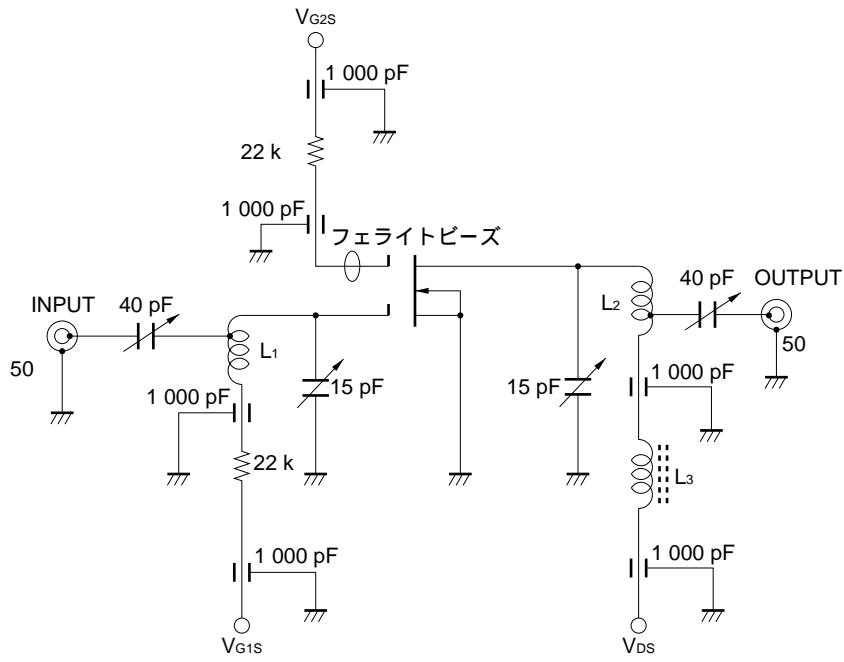 VG2S
1 000 pF
22 k
1 000 pF
フェライトビーズ
INPUT
40 pF
50
L1
15 pF
1 000 pF
22 k
1 000 pF
VG1S
L2
40 pF
OUTPUT
50
15 pF
1 000 pF
L3
1 000 pF
VDS